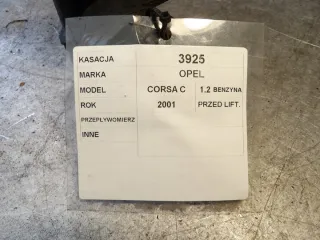 KASACJA 3925
MARKA OPEL
MODEL CORSA C 1.2 BENZYNA
ROK 2001 PRZED LIFT.
PRZEPŁYWOMIERZ
INNE